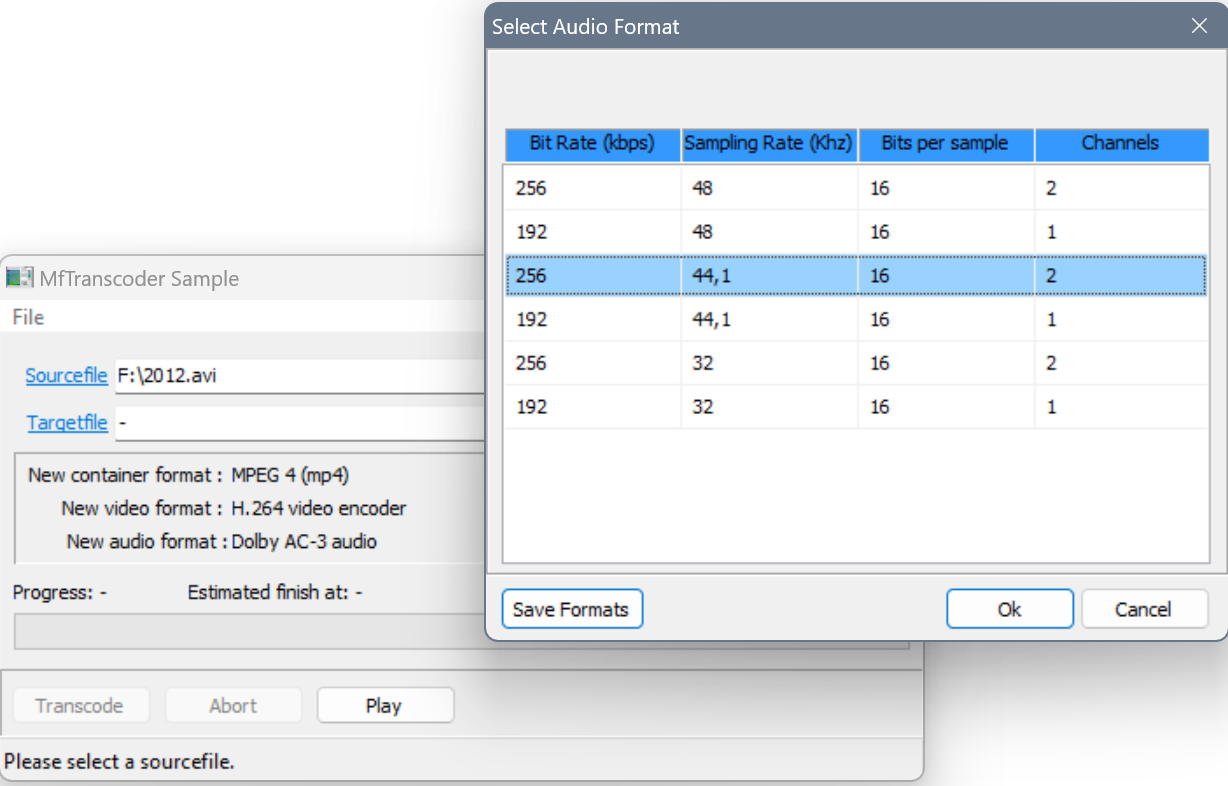 Select Audio Format
Bit Rate (kbps) Sampling Rate (Khz) Bits per sample Channels
256 48 16 2
192 48 16 1
256 44,1 16 2
192 44,1 16 1
256 32 16 2
192 32 16 1
Save Formats Ok Cancel
MfTranscoder Sample
File
Sourcefile F:\2012.avi
Targetfile -
New container format : MPEG 4 (mp4)
New video format : H.264 video encoder
New audio format : Dolby AC-3 audio
Progress: - Estimated finish at: -
Transcode Abort Play
Please select a sourcefile.